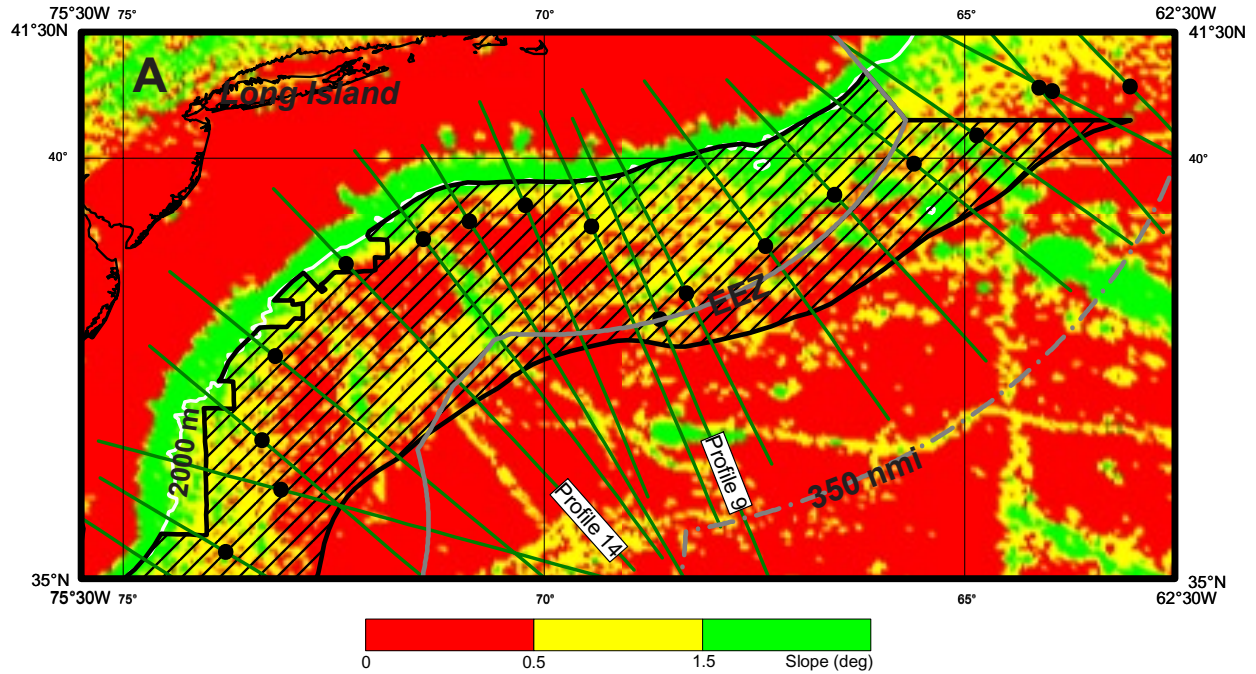 75°30W 75° 70° 65° 62°30W
41°30N 41°30N
A
Long Island
40° 40°
EEZ
2000 m
350 nmi
Profile 9
Profile 14
35°N 35°N
75°30W 75° 70° 65° 62°30W
0 0.5 1.5 Slope (deg)